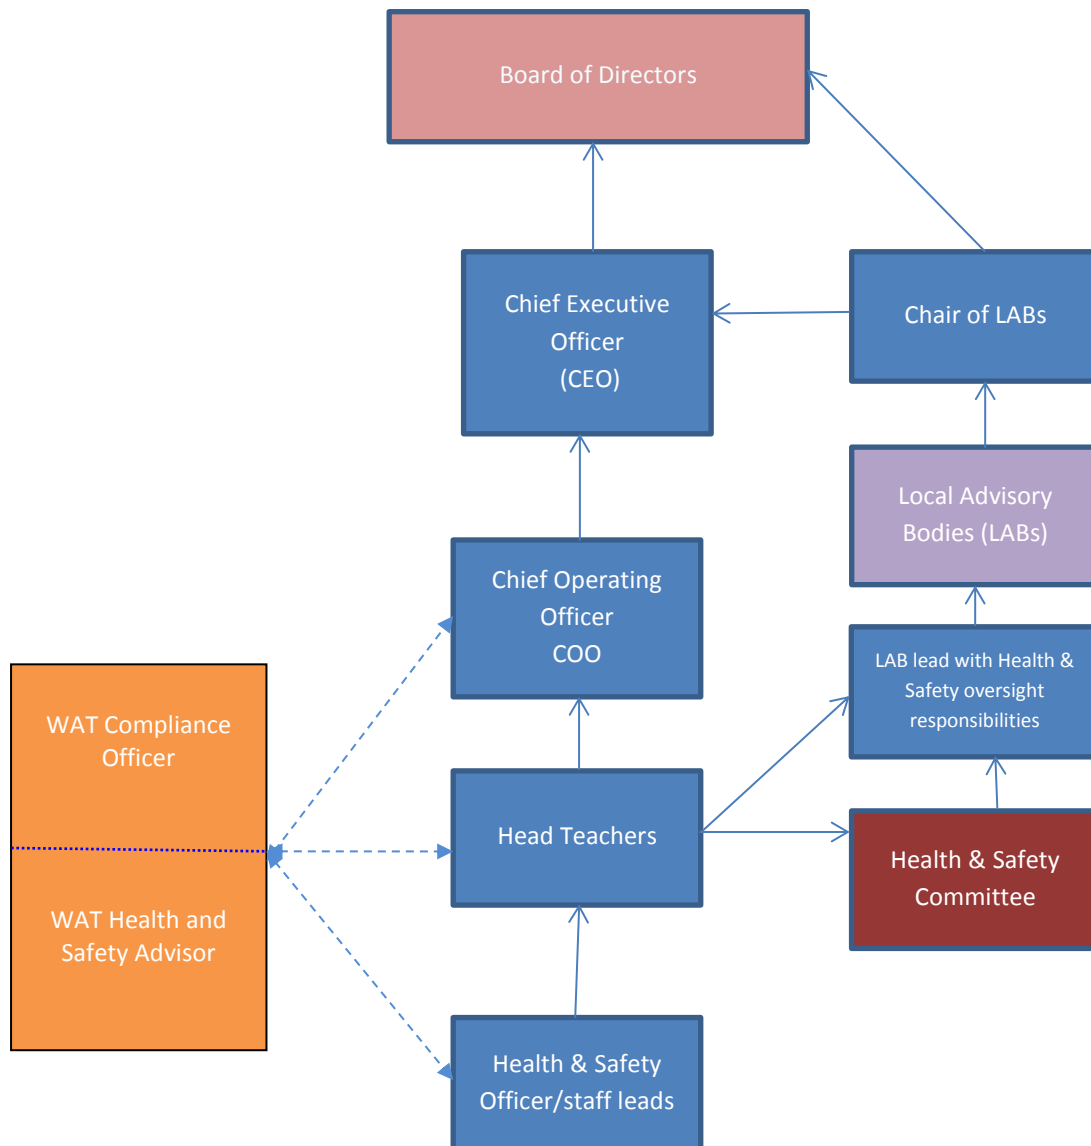 Board of Directors
Chief Executive
Officer
(CEO)
Chair of LABs
Local Advisory
Bodies (LABs)
Chief Operating
Officer
COO
LAB lead with Health &
Safety oversight
responsibilities
WAT Compliance
Officer
Head Teachers
Health & Safety
Committee
WAT Health and
Safety Advisor
Health & Safety
Officer/staff leads